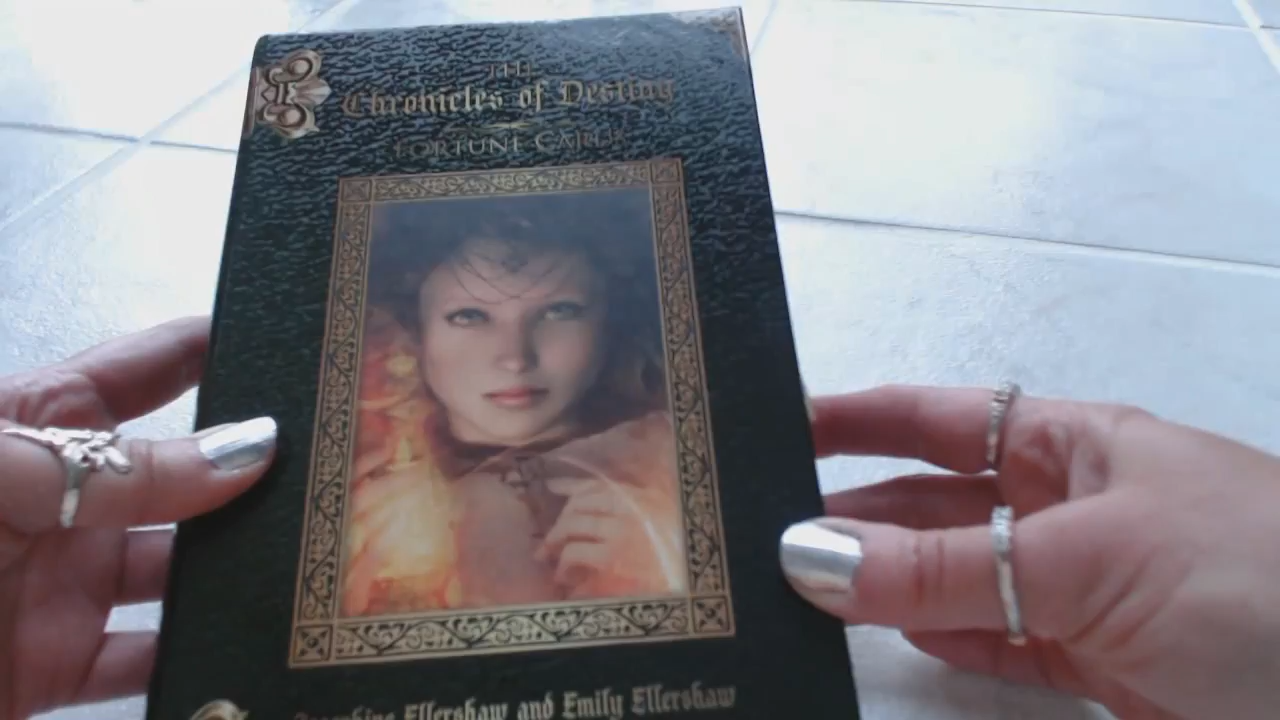 THE
Chronicles of Destiny
FORTUNE CARDS
Josephine Ellershaw and Emily Ellershaw